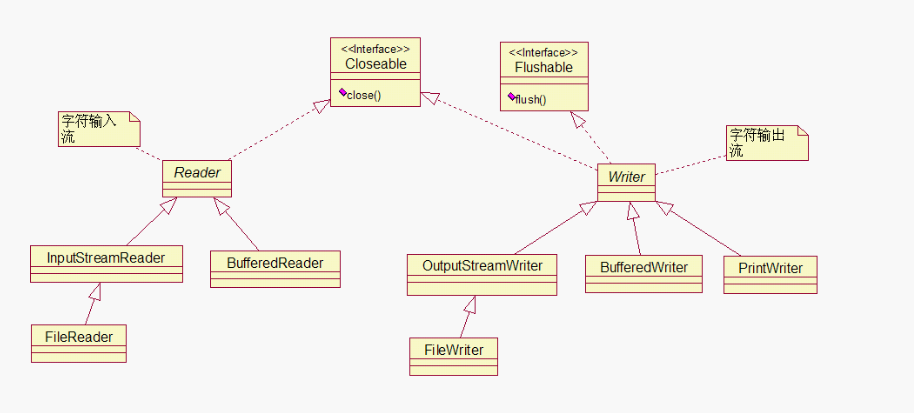 <<Interface>>
Closeable
close()
<<Interface>>
Flushable
flush()
字符输入
流
字符输出
流
Reader
Writer
InputStreamReader
BufferedReader
OutputStreamWriter
BufferedWriter
PrintWriter
FileReader
FileWriter